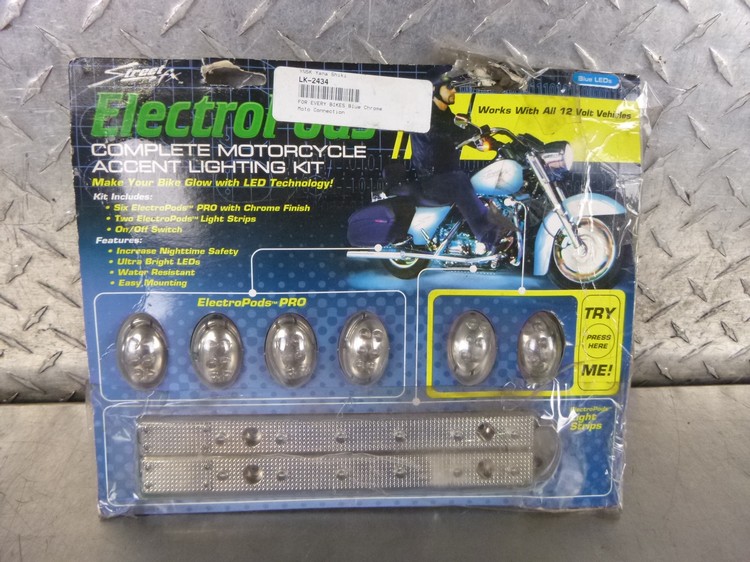 Street FX
LK-2434
FOR EVERY BIKES Blue Chrome
Moto Connection
Blue LEDs
ElectroPods
Works With All 12 Volt Vehicles
COMPLETE MOTORCYCLE
ACCENT LIGHTING KIT
Make Your Bike Glow with LED Technology!
Kit Includes:
• Six ElectroPods™ PRO with Chrome Finish
• Two ElectroPods™ Light Strips
• On/Off Switch
Features:
• Increase Nighttime Safety
• Ultra Bright LEDs
• Water Resistant
• Easy Mounting
ElectroPods™ PRO
TRY
PRESS
HERE
ME!
ElectroPods
Light
Strips